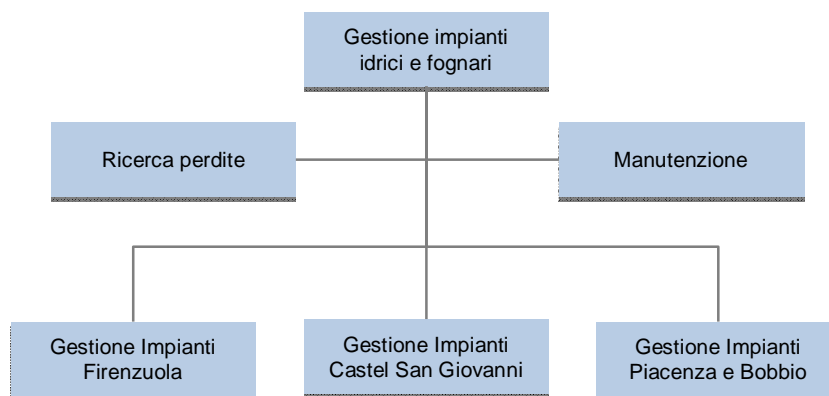 Gestione impianti
idrici e fognari
Ricerca perdite
Manutenzione
Gestione Impianti
Firenzuola
Gestione Impianti
Castel San Giovanni
Gestione Impianti
Piacenza e Bobbio